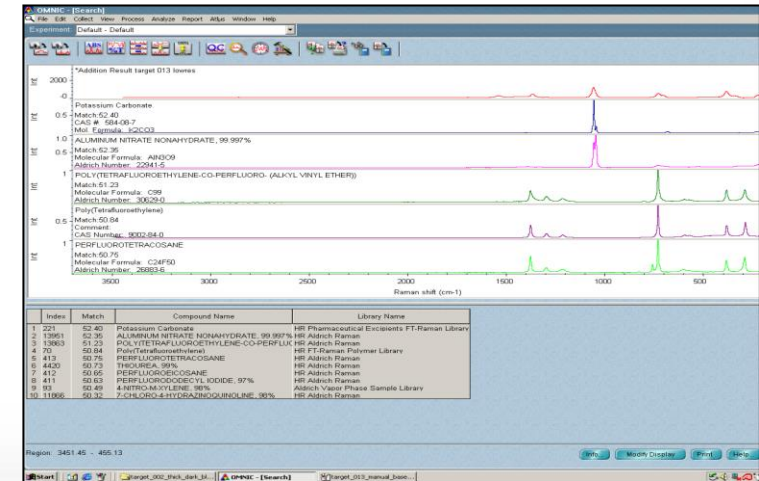 OMNIC - [Search]
File Edit Collect View Process Analyze Report Window Help
Experiment: Default - Default
*Addition Result target 013 lowres
2000
-0
Int
Potassium Carbonate
0.5 Match:52.40
CAS #: 584-08-7
Mol. Formula: K2CO3
1.0 ALUMINUM NITRATE NONAHYDRATE, 99.997%
0.5 Match:52.35
Molecular Formula: AlN3O9
Aldrich Number: 22941-5
1 POLY(TETRAFLUOROETHYLENE-CO-PERFLUORO- (ALKYL VINYL ETHER))
Match:51.23
Molecular Formula: C99
Aldrich Number: 30629-0
Poly(Tetrafluoroethylene)
0.5 Match:50.84
Comment:
CAS Number: 9002-84-0
1 PERFLUOROTETRACOSANE
Match:50.75
Molecular Formula: C24F50
Aldrich Number: 26883-6
3500 3000 2500 2000 1500 1000 500
Raman shift (cm-1)
Index Match Compound Name Library Name
1 221 52.40 Potassium Carbonate HR Pharmaceutical Excipients FT-Raman Library
2 13951 52.35 ALUMINUM NITRATE NONAHYDRATE, 99.997% HR Aldrich Raman
3 13863 51.23 POLY(TETRAFLUOROETHYLENE-CO-PERFLUC HR Aldrich Raman
4 70 50.84 Poly(Tetrafluoroethylene) HR FT-Raman Polymer Library
5 413 50.75 PERFLUOROTETRACOSANE HR Aldrich Raman
6 4420 50.73 THIOUREA, 99% HR Aldrich Raman
7 412 50.65 PERFLUOROEICOSANE HR Aldrich Raman
8 411 50.63 PERFLUORODODECYL IODIDE, 97% HR Aldrich Raman
9 93 50.49 4-NITRO-M-XYLENE, 98% Aldrich Vapor Phase Sample Library
10 11866 50.32 7-CHLORO-4-HYDRAZINOQUINOLINE, 98% HR Aldrich Raman
Region: 3451.45 - 455.13
Info... Modify Display Print Help
Start target_002_thick_dark_bl... OMNIC - [Search] target_013_manual_base...